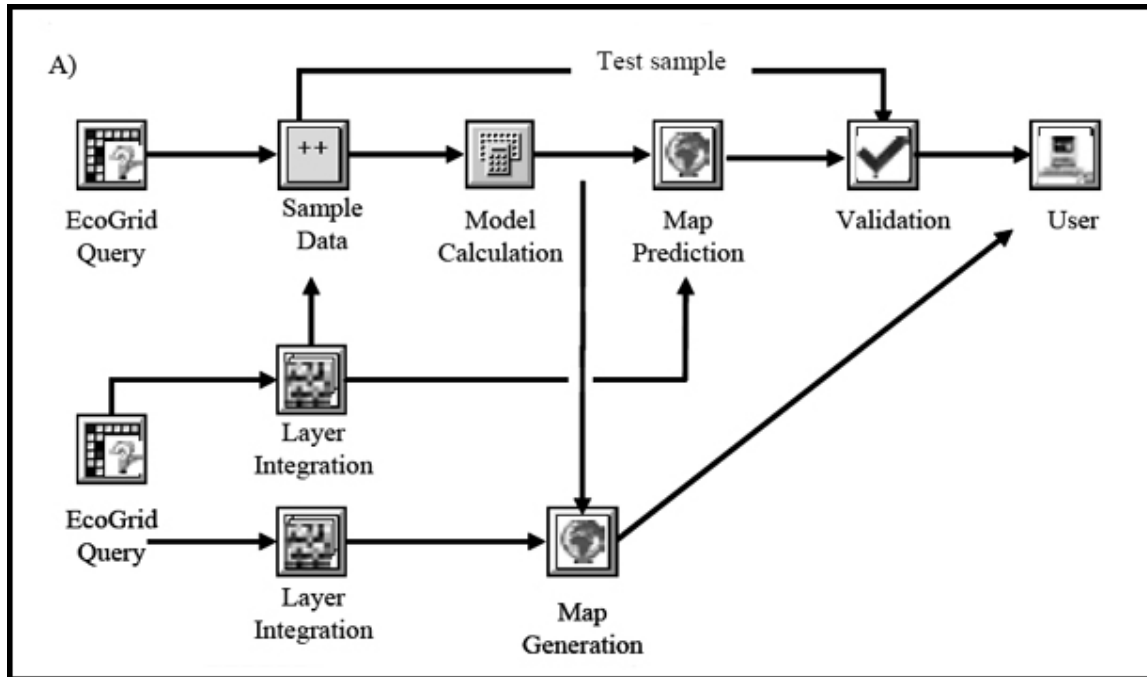 A)
Test sample
++
EcoGrid
Query
Sample
Data
Model
Calculation
Map
Prediction
Validation
User
EcoGrid
Query
Layer
Integration
Layer
Integration
Map
Generation